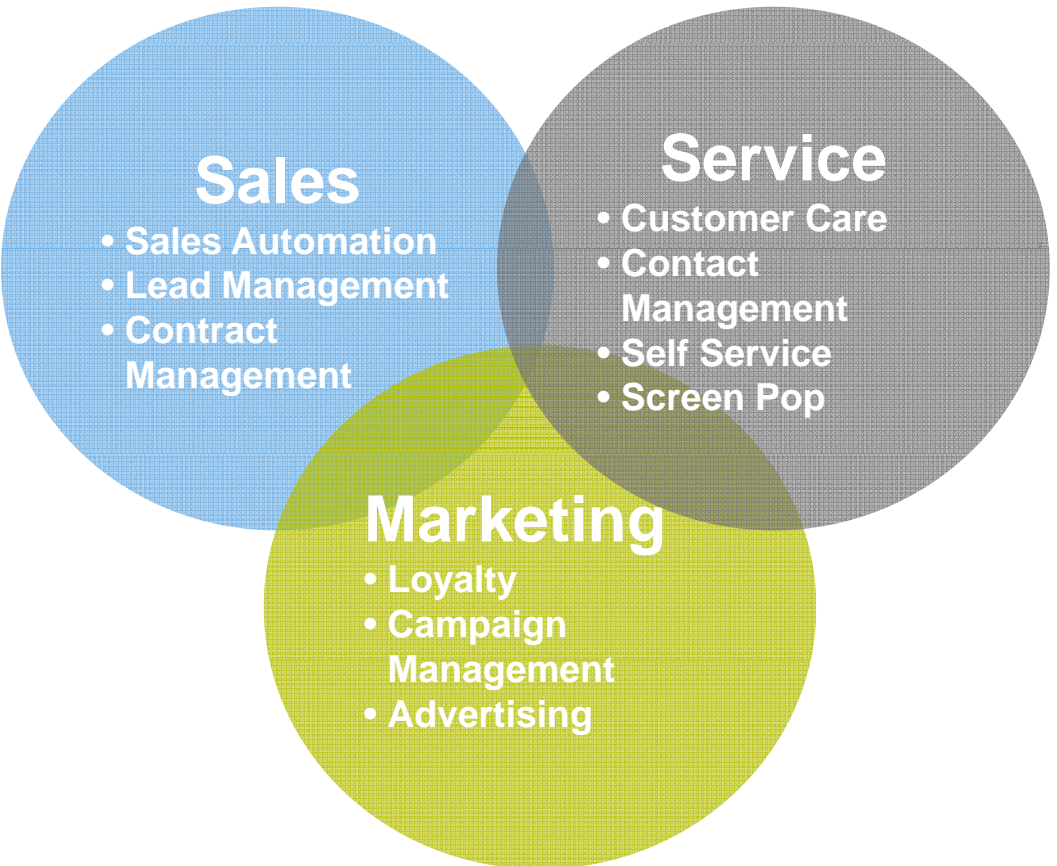 Sales
• Sales Automation
• Lead Management
• Contract
Management
Service
• Customer Care
• Contact
Management
• Self Service
• Screen Pop
Marketing
• Loyalty
• Campaign
Management
• Advertising